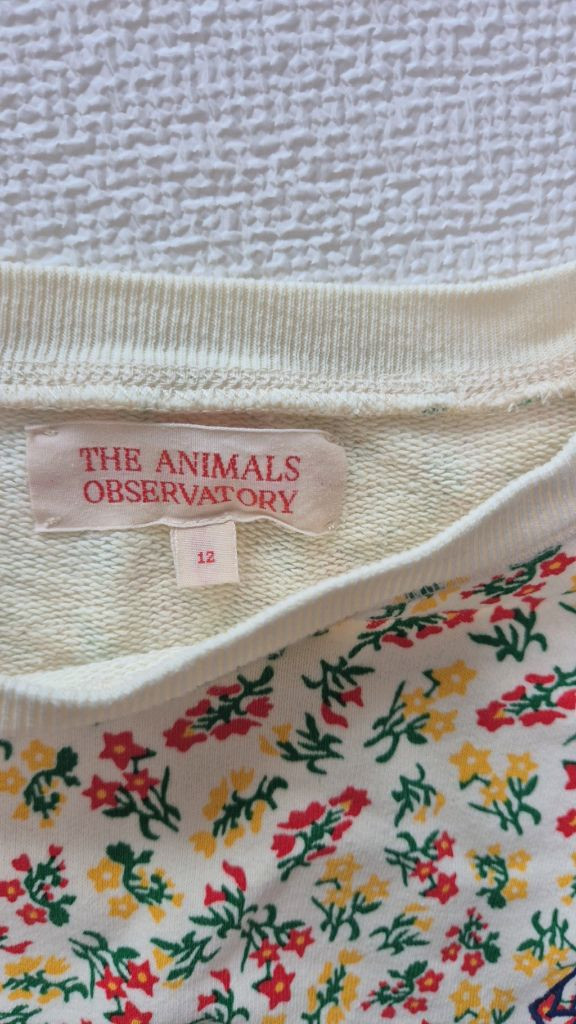 THE ANIMALS
OBSERVATORY
12